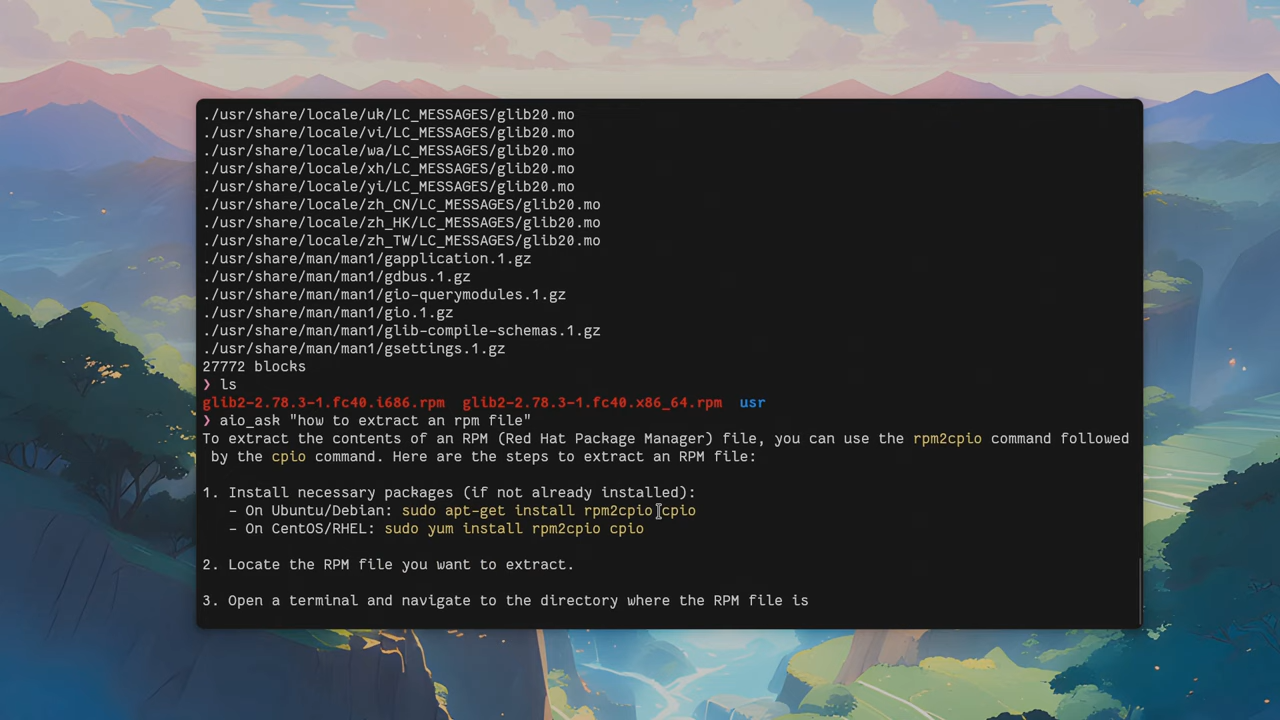 ./usr/share/locale/uk/LC_MESSAGES/glib20.mo
./usr/share/locale/vi/LC_MESSAGES/glib20.mo
./usr/share/locale/wa/LC_MESSAGES/glib20.mo
./usr/share/locale/xh/LC_MESSAGES/glib20.mo
./usr/share/locale/yi/LC_MESSAGES/glib20.mo
./usr/share/locale/zh_CN/LC_MESSAGES/glib20.mo
./usr/share/locale/zh_HK/LC_MESSAGES/glib20.mo
./usr/share/locale/zh_TW/LC_MESSAGES/glib20.mo
./usr/share/man/man1/gapplication.1.gz
./usr/share/man/man1/gdbus.1.gz
./usr/share/man/man1/gio-querymodules.1.gz
./usr/share/man/man1/gio.1.gz
./usr/share/man/man1/glib-compile-schemas.1.gz
./usr/share/man/man1/gsettings.1.gz
27772 blocks
❯ ls
glib2-2.78.3-1.fc40.i686.rpm  glib2-2.78.3-1.fc40.x86_64.rpm  usr
❯ aio_ask "how to extract an rpm file"
To extract the contents of an RPM (Red Hat Package Manager) file, you can use the rpm2cpio command followed
by the cpio command. Here are the steps to extract an RPM file:
1. Install necessary packages (if not already installed):
- On Ubuntu/Debian: sudo apt-get install rpm2cpio cpio
- On CentOS/RHEL: sudo yum install rpm2cpio cpio
2. Locate the RPM file you want to extract.
3. Open a terminal and navigate to the directory where the RPM file is